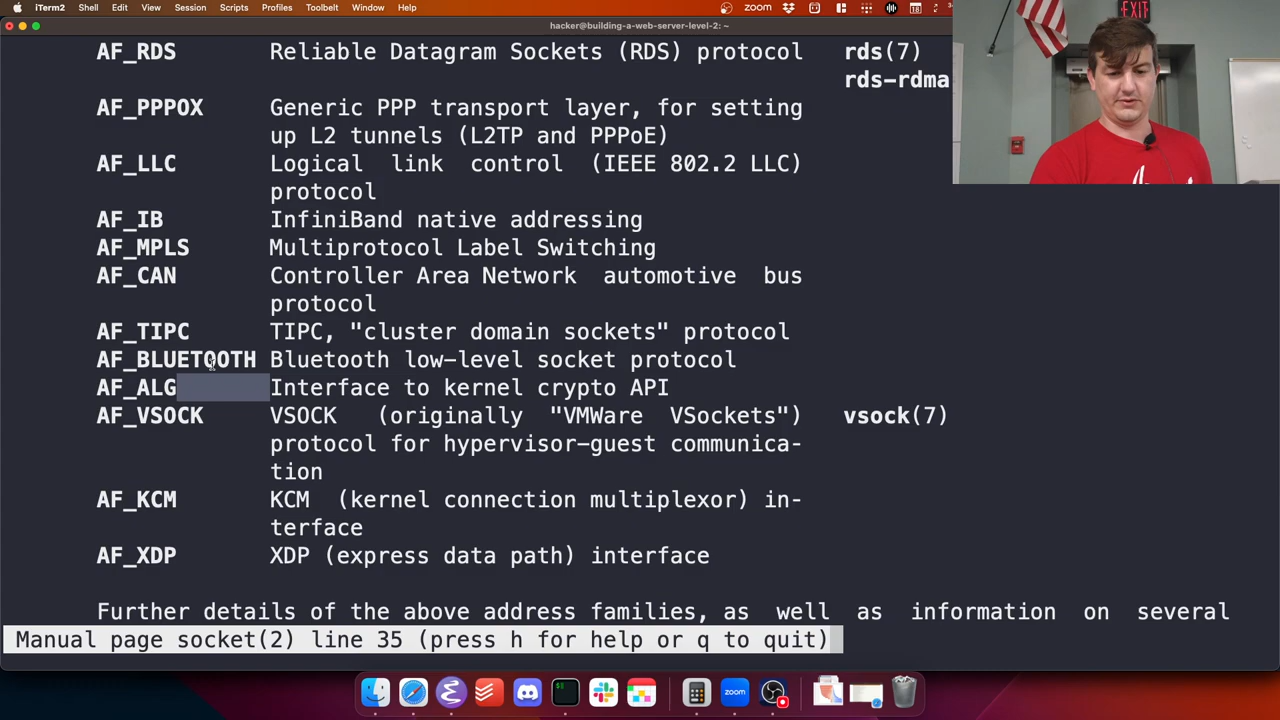 iTerm2 Shell Edit View Session Scripts Profiles Toolbelt Window Help zoom
hacker@building-a-web-server-level-2: ~
EXIT
AF_RDS Reliable Datagram Sockets (RDS) protocol rds(7)
rds-rdma
AF_PPPOX Generic PPP transport layer, for setting
up L2 tunnels (L2TP and PPPoE)
AF_LLC Logical link control (IEEE 802.2 LLC)
protocol
AF_IB InfiniBand native addressing
AF_MPLS Multiprotocol Label Switching
AF_CAN Controller Area Network automotive bus
protocol
AF_TIPC TIPC, "cluster domain sockets" protocol
AF_BLUETOOTH Bluetooth low-level socket protocol
AF_ALG Interface to kernel crypto API
AF_VSOCK VSOCK (originally "VMWare VSockets") vsock(7)
protocol for hypervisor-guest communica-
tion
AF_KCM KCM (kernel connection multiplexor) in-
terface
AF_XDP XDP (express data path) interface
Further details of the above address families, as well as information on several
Manual page socket(2) line 35 (press h for help or q to quit)
zoom